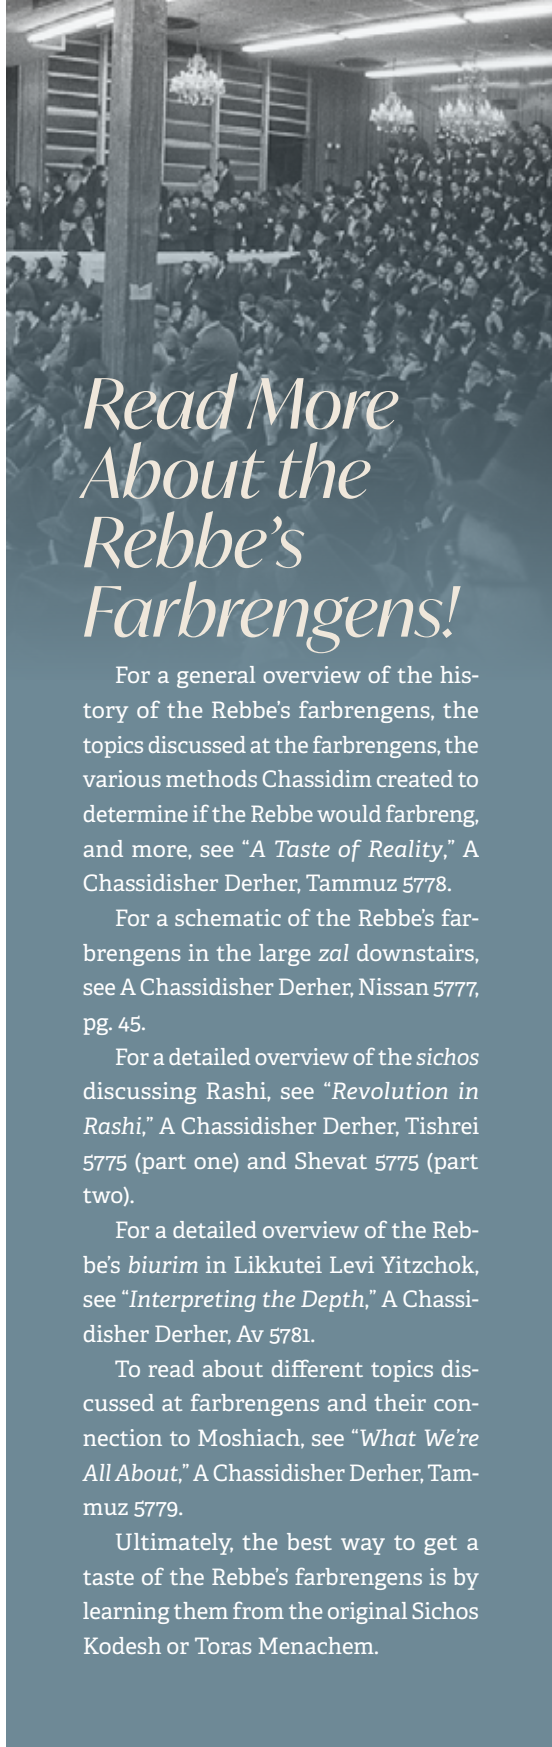 Read More
About the
Rebbe’s
Farbrengens!
For a general overview of the his-
tory of the Rebbe’s farbrengens, the
topics discussed at the farbrengens, the
various methods Chassidim created to
determine if the Rebbe would farbreng,
and more, see “A Taste of Reality,” A
Chassidisher Derher, Tammuz 5778.
For a schematic of the Rebbe’s far-
brengens in the large zal downstairs,
see A Chassidisher Derher, Nissan 5777,
pg. 45.
For a detailed overview of the sichos
discussing Rashi, see “Revolution in
Rashi,” A Chassidisher Derher, Tishrei
5775 (part one) and Shevat 5775 (part
two).
For a detailed overview of the Reb-
be’s biurim in Likkutei Levi Yitzchok,
see “Interpreting the Depth,” A Chassi-
disher Derher, Av 5781.
To read about different topics dis-
cussed at farbrengens and their con-
nection to Moshiach, see “What We’re
All About,” A Chassidisher Derher, Tam-
muz 5779.
Ultimately, the best way to get a
taste of the Rebbe’s farbrengens is by
learning them from the original Sichos
Kodesh or Toras Menachem.